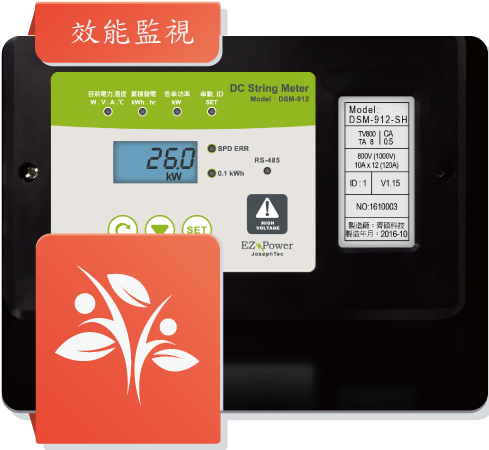 效能監視
目前電力,溫度 累積發電 各串功率 串數, ID
W . V . A . ℃ kWh . hr kW SET
DC String Meter
Model : DSM-912
26.0
kW
SPD ERR
0.1 kWh
RS-485
SET
HIGH
VOLTAGE
EZ Power
JosephTec
Model:
DSM-912-SH
TV800 CA
TA 8 0.5
800V (1000V)
10A x 12 (120A)
ID : 1 V1.15
NO:1610003
製造廠：齊碩科技
製造年月：2016-10